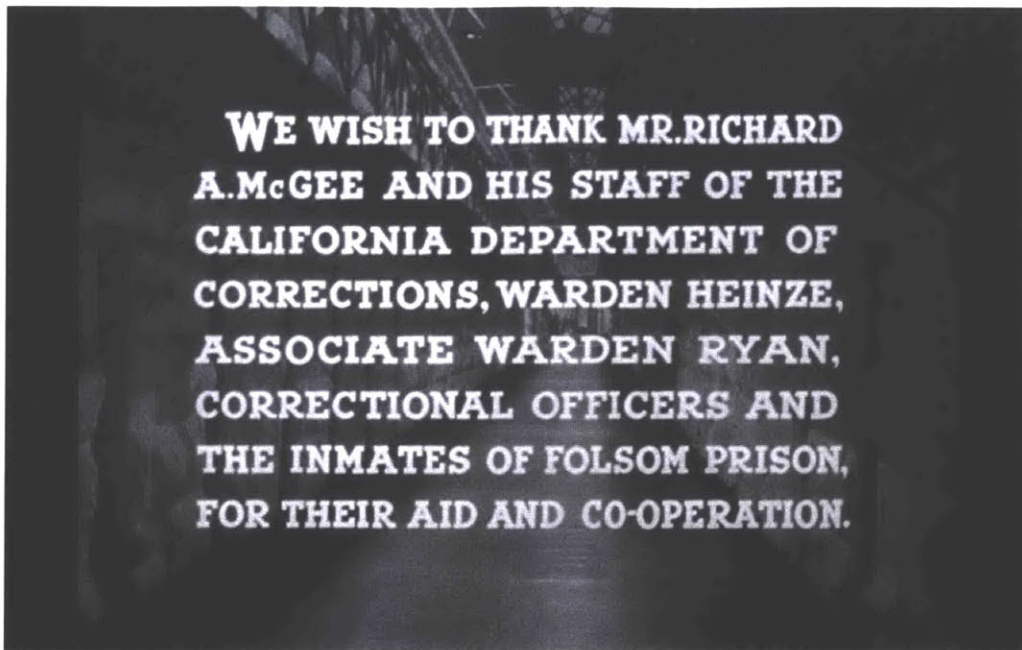 WE WISH TO THANK MR.RICHARD
A.McGEE AND HIS STAFF OF THE
CALIFORNIA DEPARTMENT OF
CORRECTIONS, WARDEN HEINZE,
ASSOCIATE WARDEN RYAN,
CORRECTIONAL OFFICERS AND
THE INMATES OF FOLSOM PRISON,
FOR THEIR AID AND CO-OPERATION.